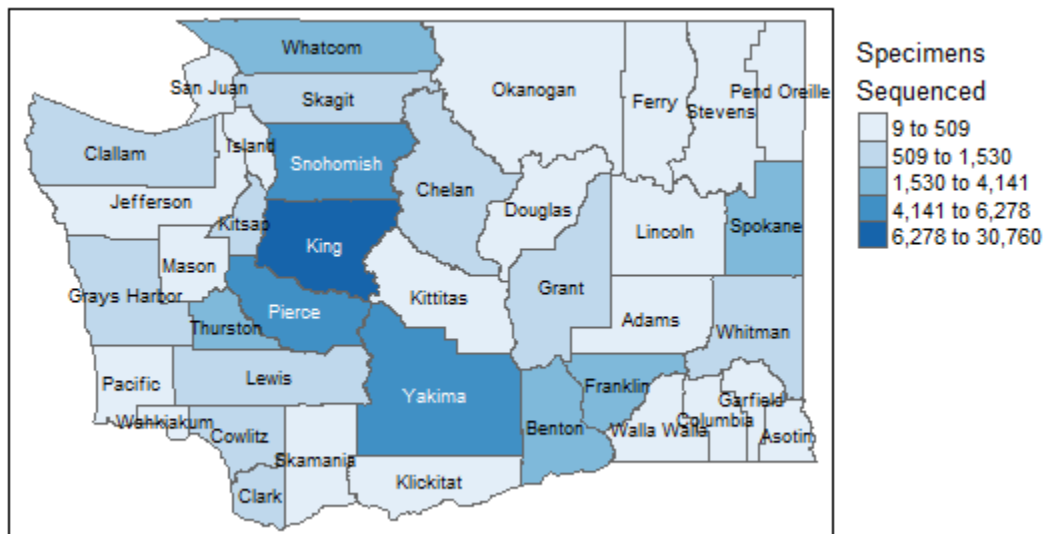 Whatcom
San Juan
Skagit
Okanogan
Ferry
Stevens
Pend Oreille
Clallam
Island
Snohomish
Chelan
Jefferson
Kitsap
Douglas
Spokane
Lincoln
King
Mason
Grant
Grays Harbor
Kittitas
Pierce
Adams
Whitman
Thurston
Pacific
Lewis
Yakima
Franklin
Garfield
Wahkiakum
Cowlitz
Benton
Walla Walla
Columbia
Asotin
Skamania
Klickitat
Clark
Specimens
Sequenced
9 to 509
509 to 1,530
1,530 to 4,141
4,141 to 6,278
6,278 to 30,760